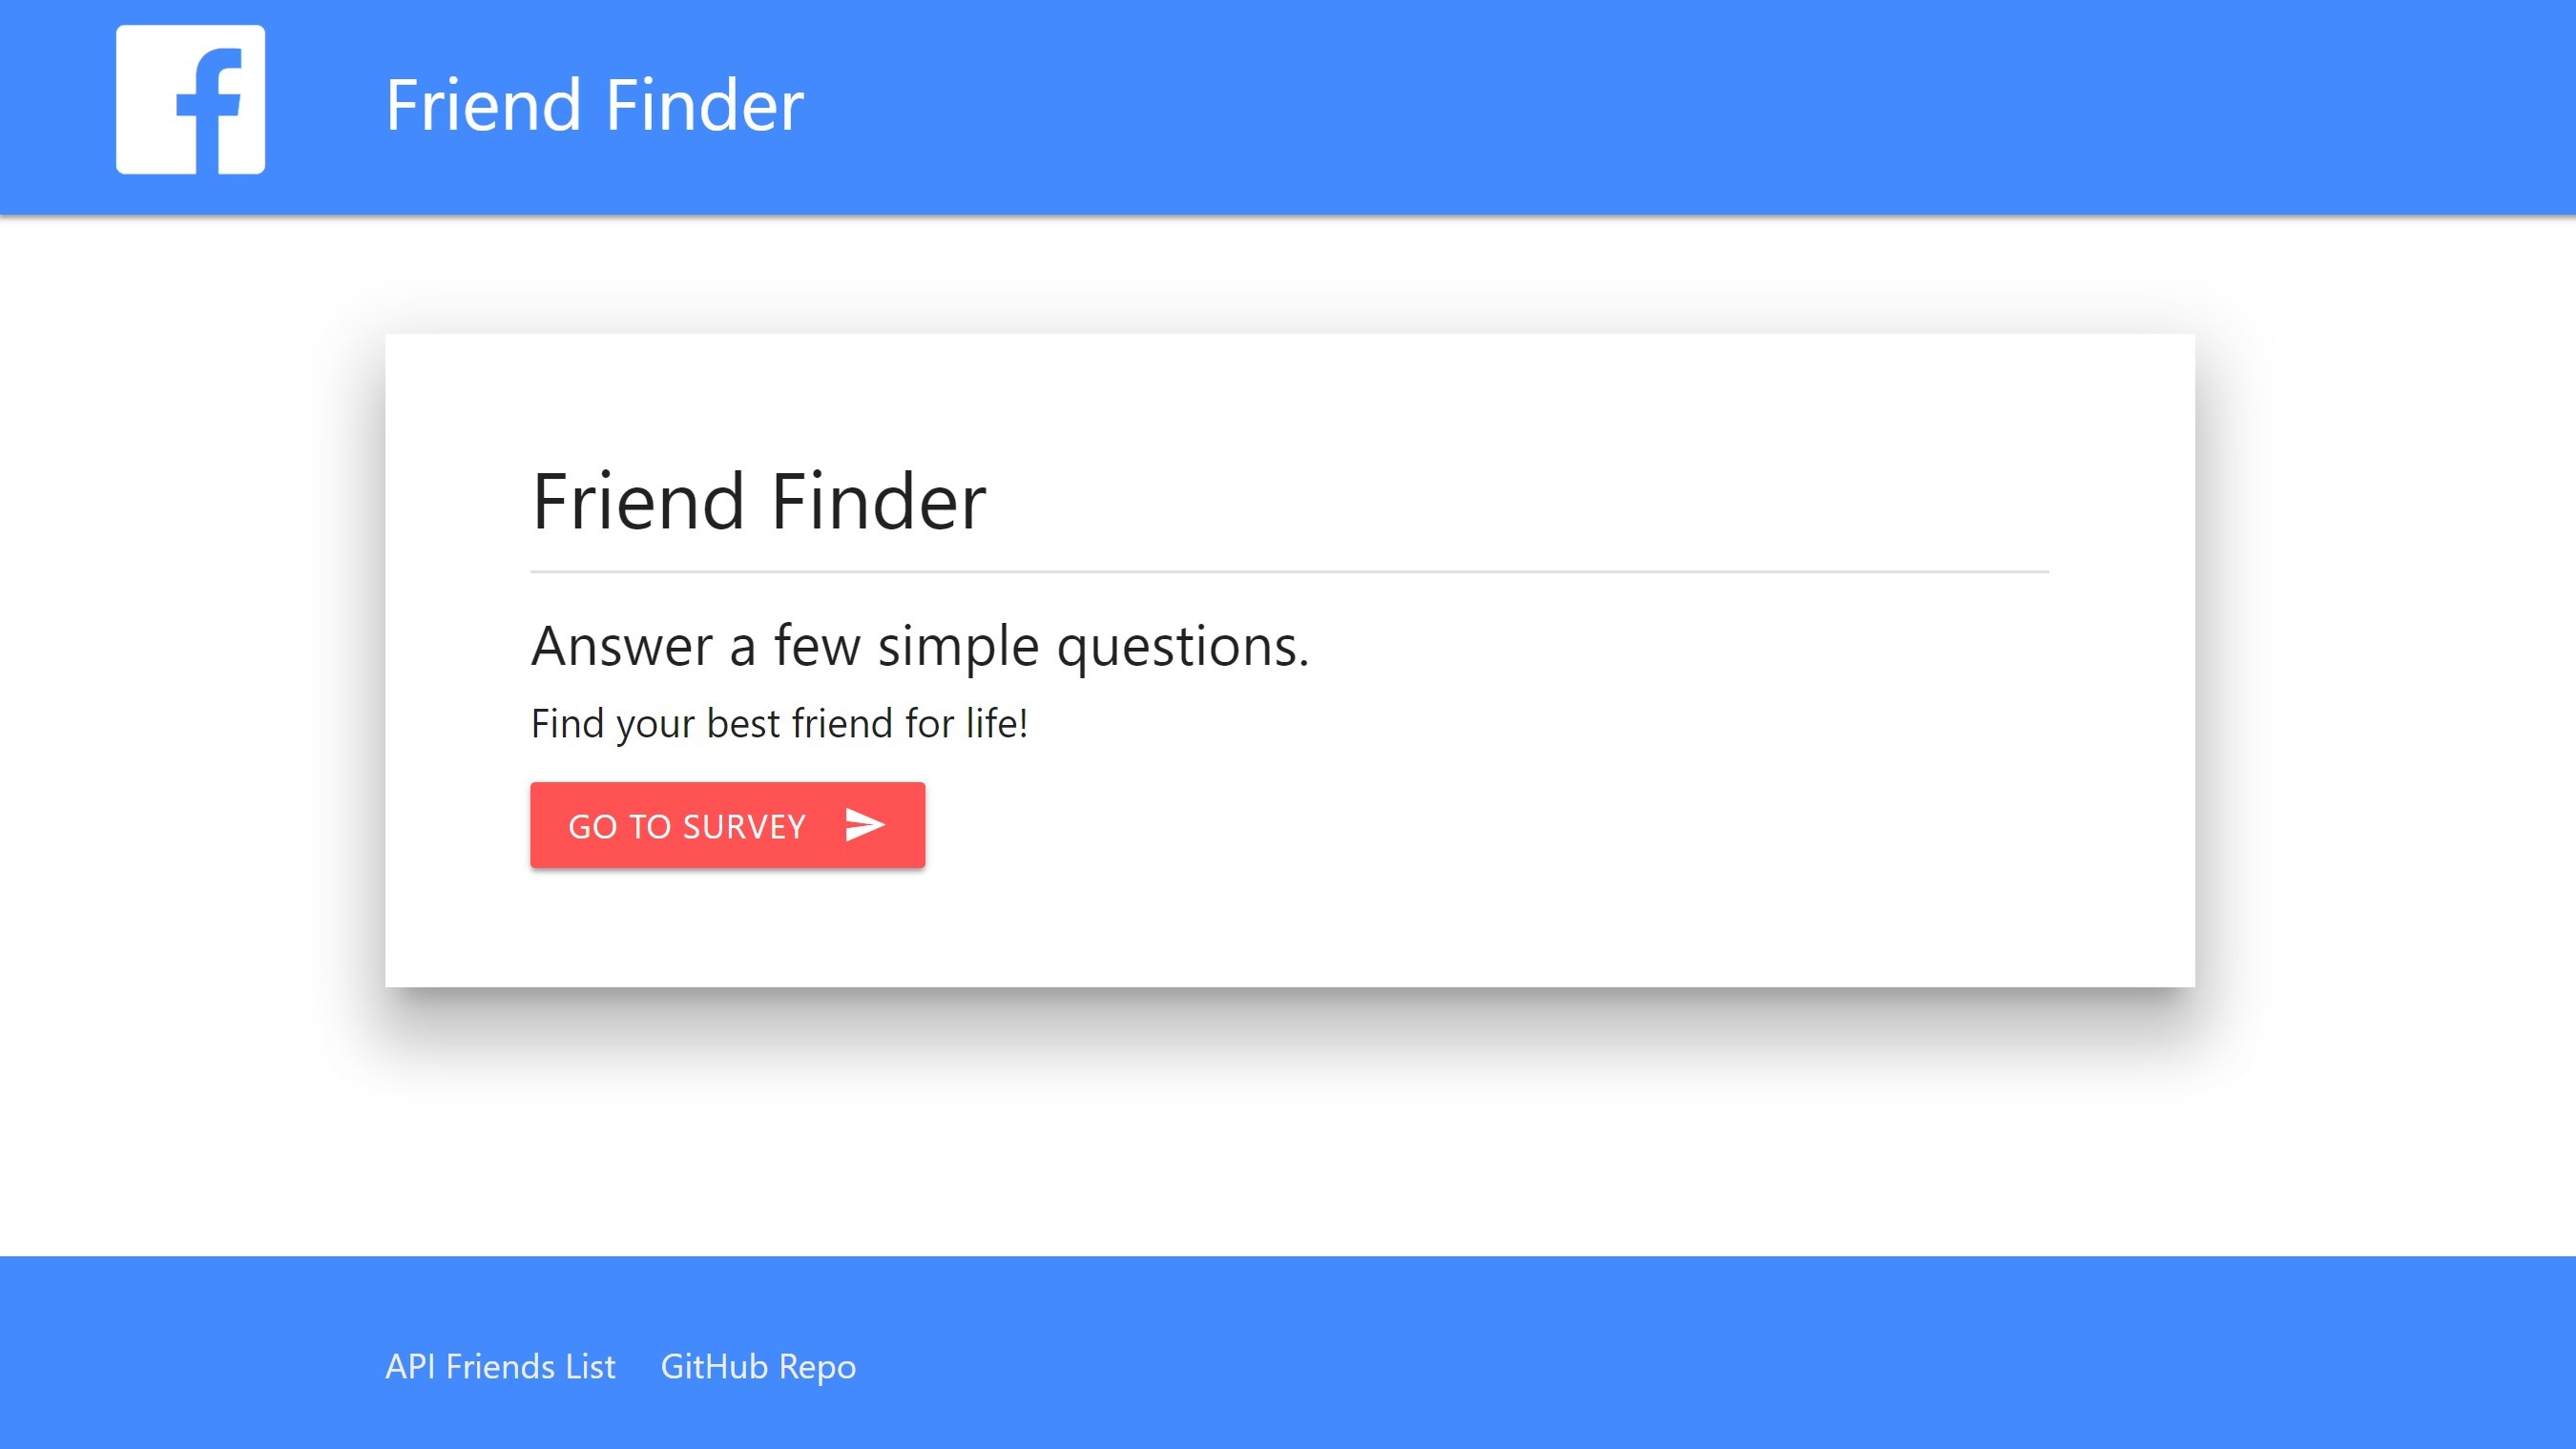 f Friend Finder
Friend Finder
Answer a few simple questions.
Find your best friend for life!
GO TO SURVEY
API Friends List GitHub Repo